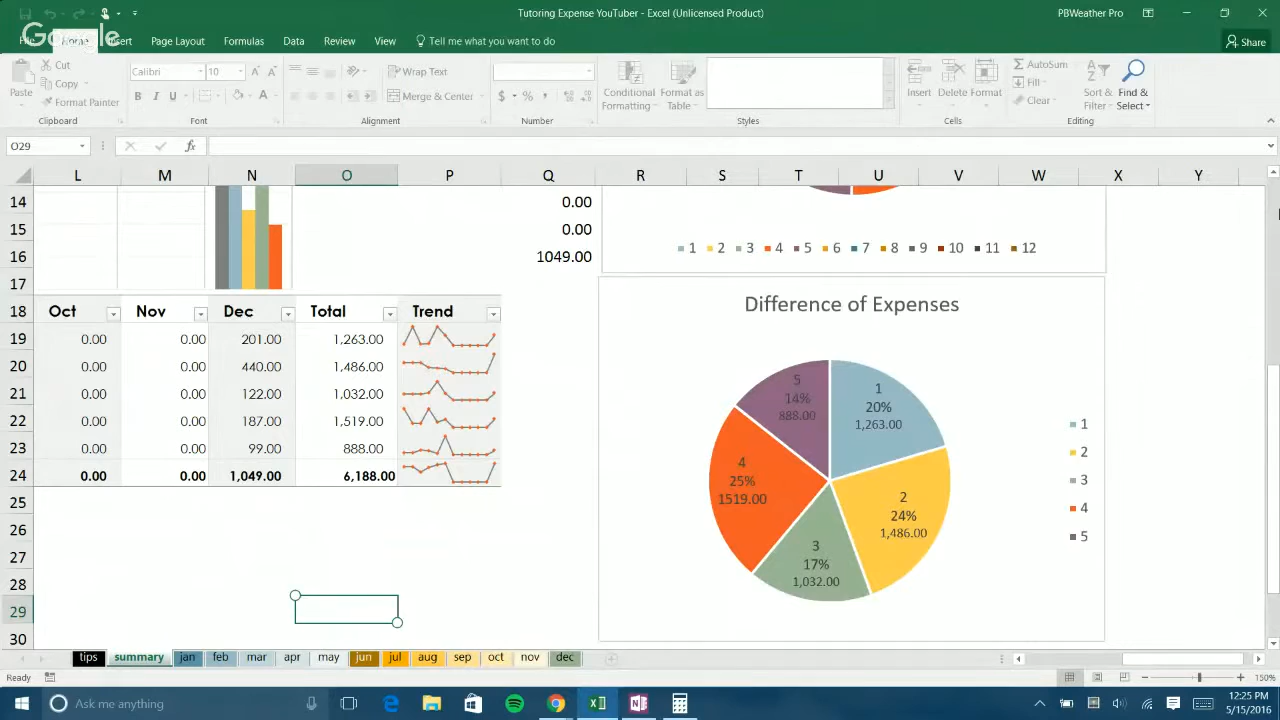 Tutoring Expense YouTuber - Excel (Unlicensed Product)
PBWeather Pro
Google
Home Insert Page Layout Formulas Data Review View Tell me what you want to do
Share
Paste
Cut
Copy
Format Painter
Clipboard
Calibri 10
B I U
Font
Wrap Text
Merge & Center
Alignment
$ % ,
Number
Conditional Formatting
Format as Table
Styles
Insert Delete Format
Cells
AutoSum
Fill
Clear
Sort & Filter
Find & Select
Editing
O29
fx
L M N O P Q R S T U V W X Y
14 0.00
15 0.00
16 1049.00
17
1 2 3 4 5 6 7 8 9 10 11 12
18 Oct Nov Dec Total Trend
19 0.00 0.00 201.00 1,263.00
20 0.00 0.00 440.00 1,486.00
21 0.00 0.00 122.00 1,032.00
22 0.00 0.00 187.00 1,519.00
23 0.00 0.00 99.00 888.00
24 0.00 0.00 1,049.00 6,188.00
25
26
27
28
29
30
Difference of Expenses
1
20%
1,263.00
2
24%
1,486.00
3
17%
1,032.00
4
25%
1519.00
5
14%
888.00
1
2
3
4
5
tips summary jan feb mar apr may jun jul aug sep oct nov dec
Ready
150%
Ask me anything
12:25 PM
5/15/2016